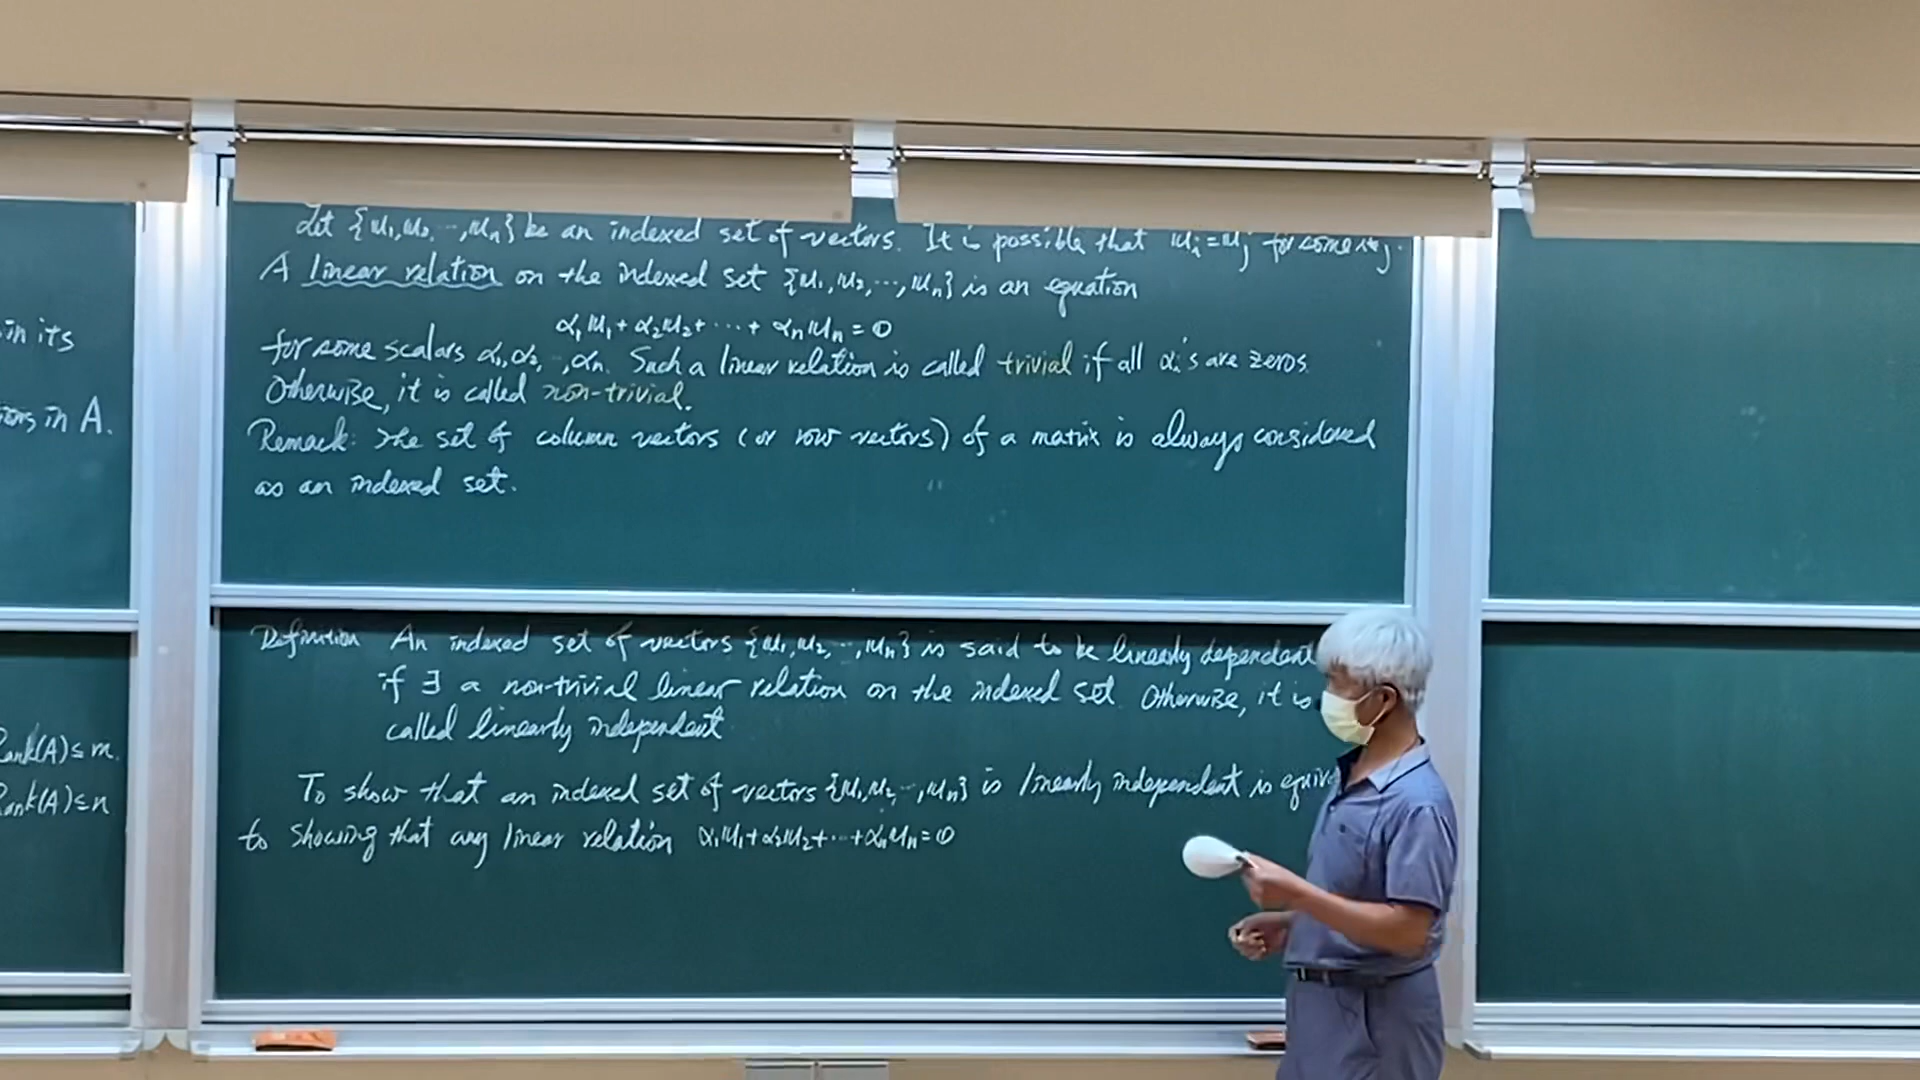 in its
ions in A.
Rank(A) ≤ m.
Rank(A) ≤ n
Let {u₁, u₂, ⋯, uₙ} be an indexed set of vectors. It is possible that uᵢ = uⱼ for some i≠j.
A linear relation on the indexed set {u₁, u₂, ⋯, uₙ} is an equation
α₁u₁ + α₂u₂ + ⋯ + αₙuₙ = 0
for some scalars α₁, α₂, ⋯, αₙ. Such a linear relation is called trivial if all αᵢ's are zeros.
Otherwise, it is called non-trivial.
Remark: The set of column vectors (or row vectors) of a matrix is always considered
as an indexed set.
Definition An indexed set of vectors {u₁, u₂, ⋯, uₙ} is said to be linearly dependent
if ∃ a non-trivial linear relation on the indexed set. Otherwise, it is
called linearly independent
To show that an indexed set of vectors {u₁, u₂, ⋯, uₙ} is linearly independent is equiv
to showing that any linear relation α₁u₁ + α₂u₂ + ⋯ + αₙuₙ = 0